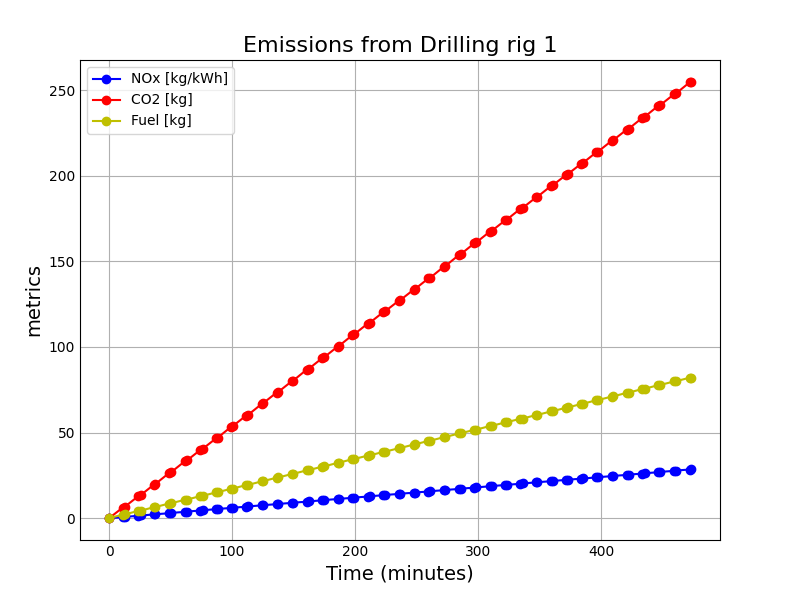 Emissions from Drilling rig 1
NOx [kg/kWh]
CO2 [kg]
Fuel [kg]
metrics
250
200
150
100
50
0
0 100 200 300 400
Time (minutes)